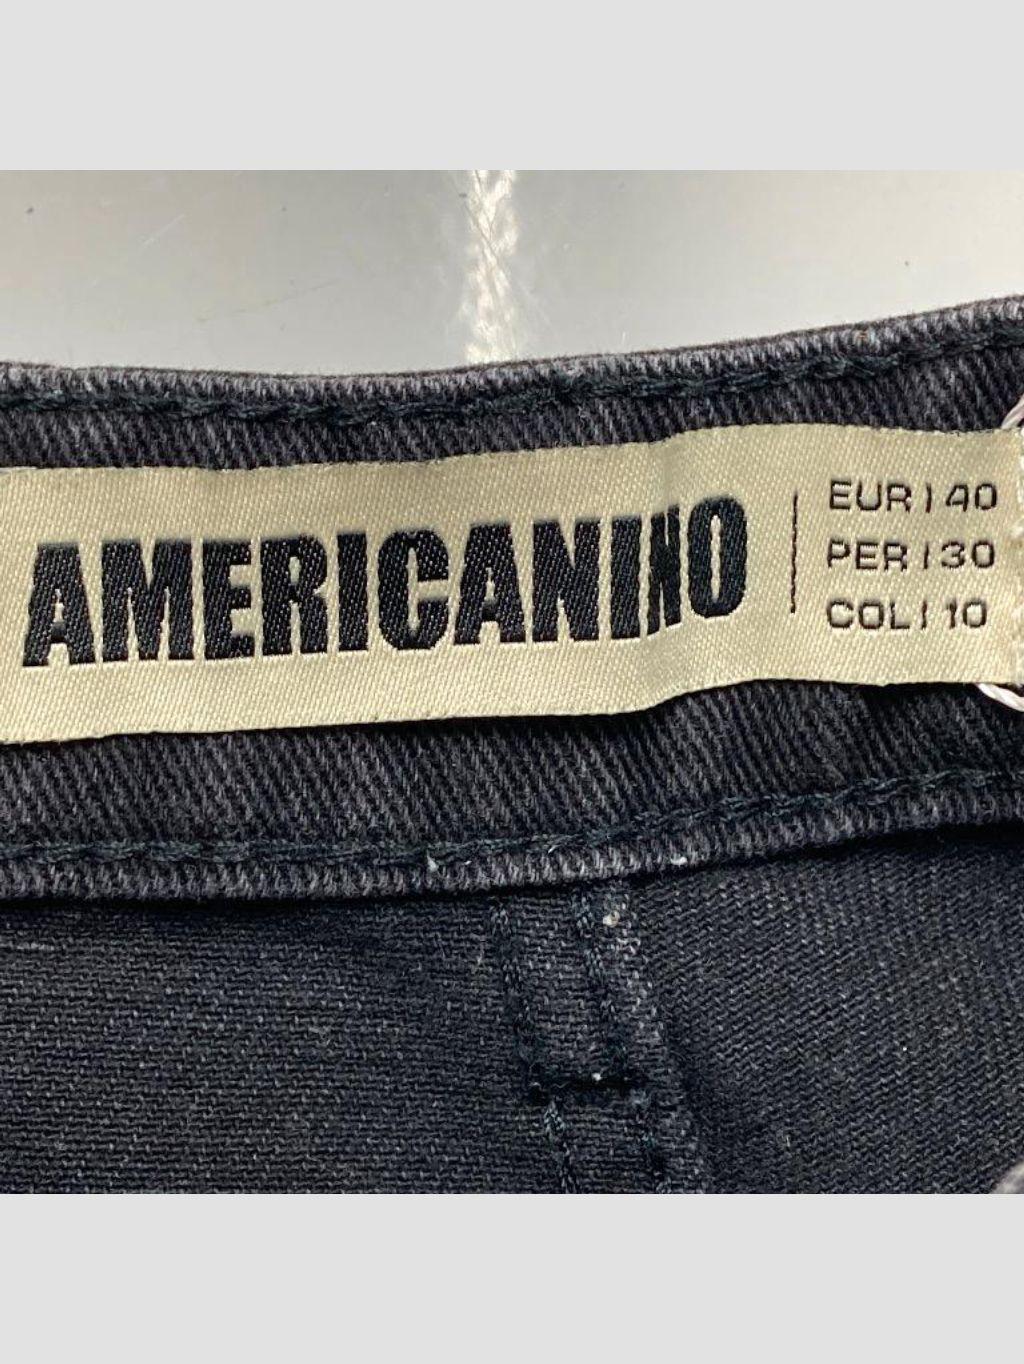 AMERICANINO
EUR | 40
PER | 30
COL | 10